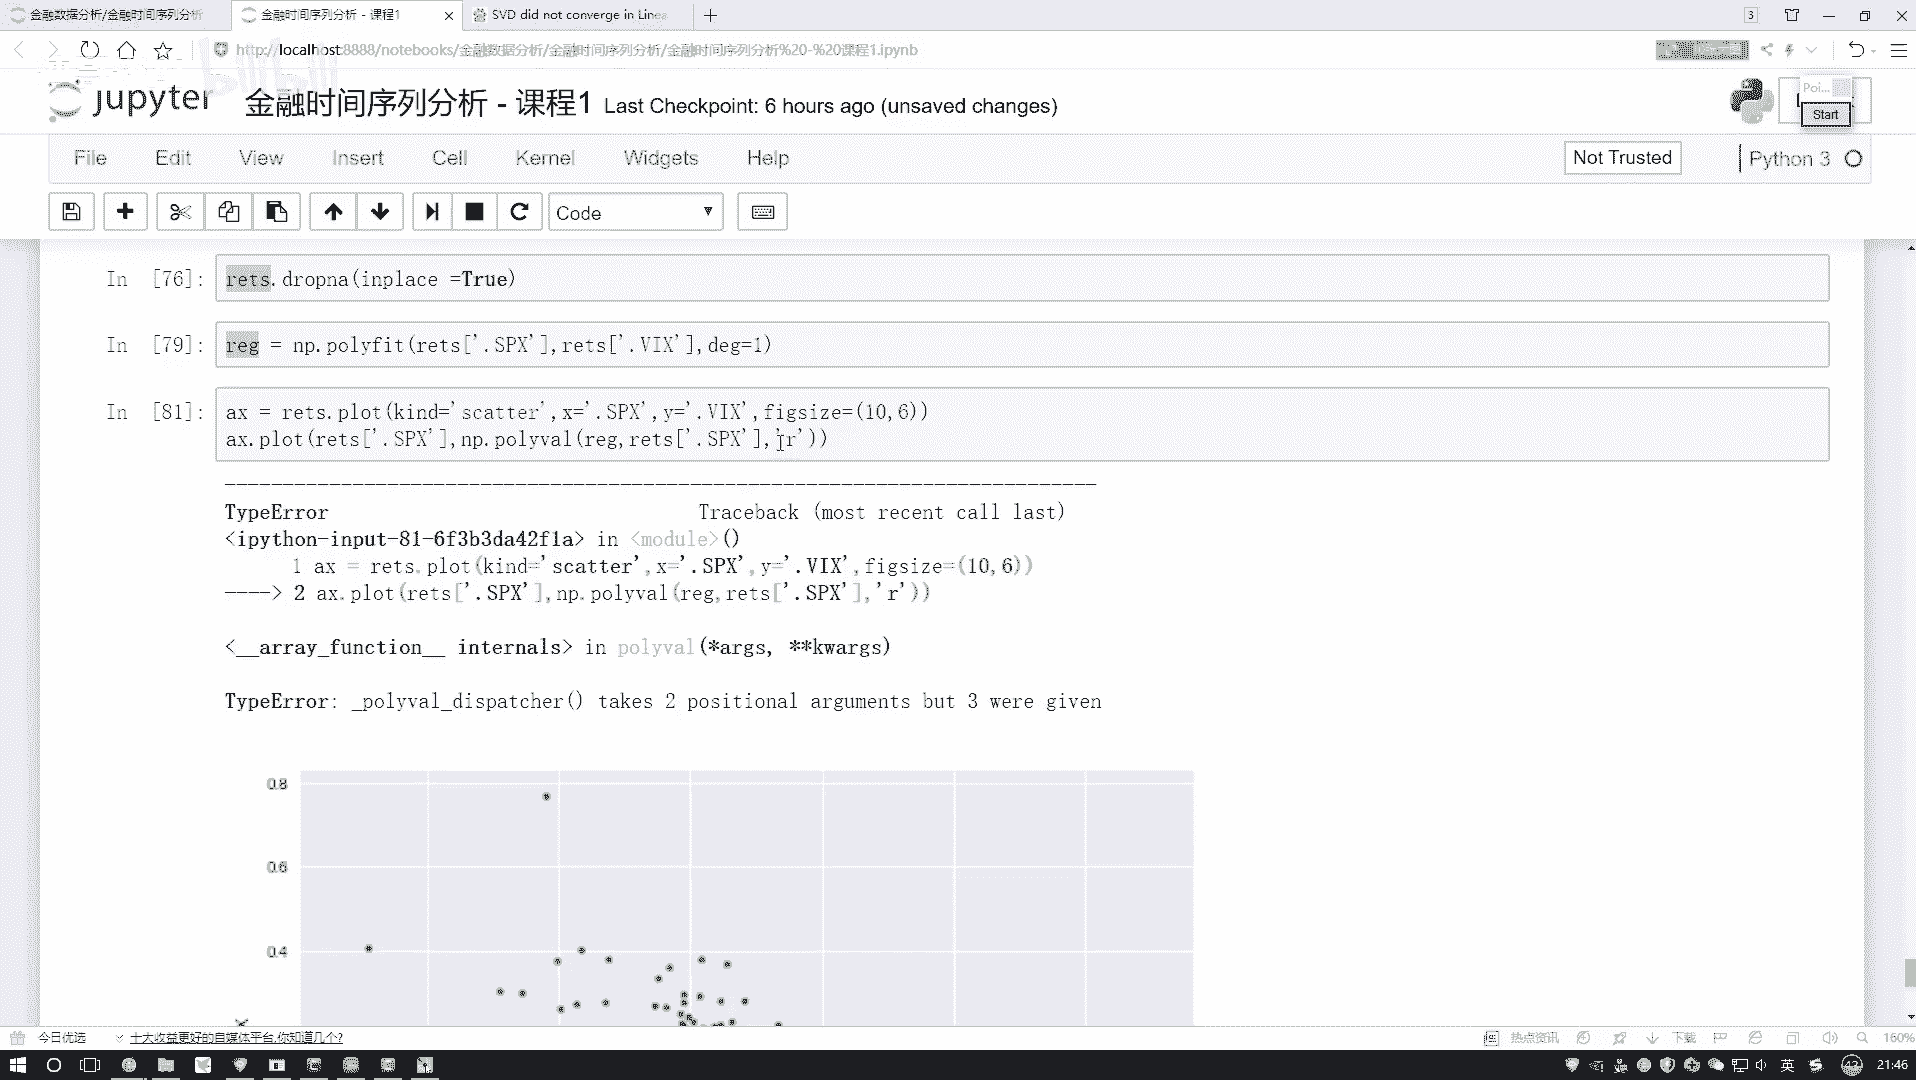 金融数据分析/金融时间序列分析
金融时间序列分析 - 课程1
SVD did not converge in Linea
3
http://localhost:8888/notebooks/金融数据分析/金融时间序列分析/金融时间序列分析%20-%20课程1.ipynb
jupyter
金融时间序列分析 - 课程1 Last Checkpoint: 6 hours ago (unsaved changes)
Poi...
Start
File Edit View Insert Cell Kernel Widgets Help
Not Trusted
Python 3
Code
In [76]: rets.dropna(inplace =True)
In [79]: reg = np.polyfit(rets['.SPX'],rets['.VIX'],deg=1)
In [81]: ax = rets.plot(kind='scatter',x='.SPX',y='.VIX',figsize=(10,6))
ax.plot(rets['.SPX'],np.polyval(reg,rets['.SPX'],'r'))
TypeError Traceback (most recent call last)
<ipython-input-81-6f3b3da42f1a> in <module>()
1 ax = rets.plot(kind='scatter',x='.SPX',y='.VIX',figsize=(10,6))
----> 2 ax.plot(rets['.SPX'],np.polyval(reg,rets['.SPX'],'r'))
<__array_function__ internals> in polyval(*args, **kwargs)
TypeError: _polyval_dispatcher() takes 2 positional arguments but 3 were given
0.8
0.6
0.4
今日优选
十大收益更好的自媒体平台,你知道几个?
热点资讯
下载
160%
英
42
21:46